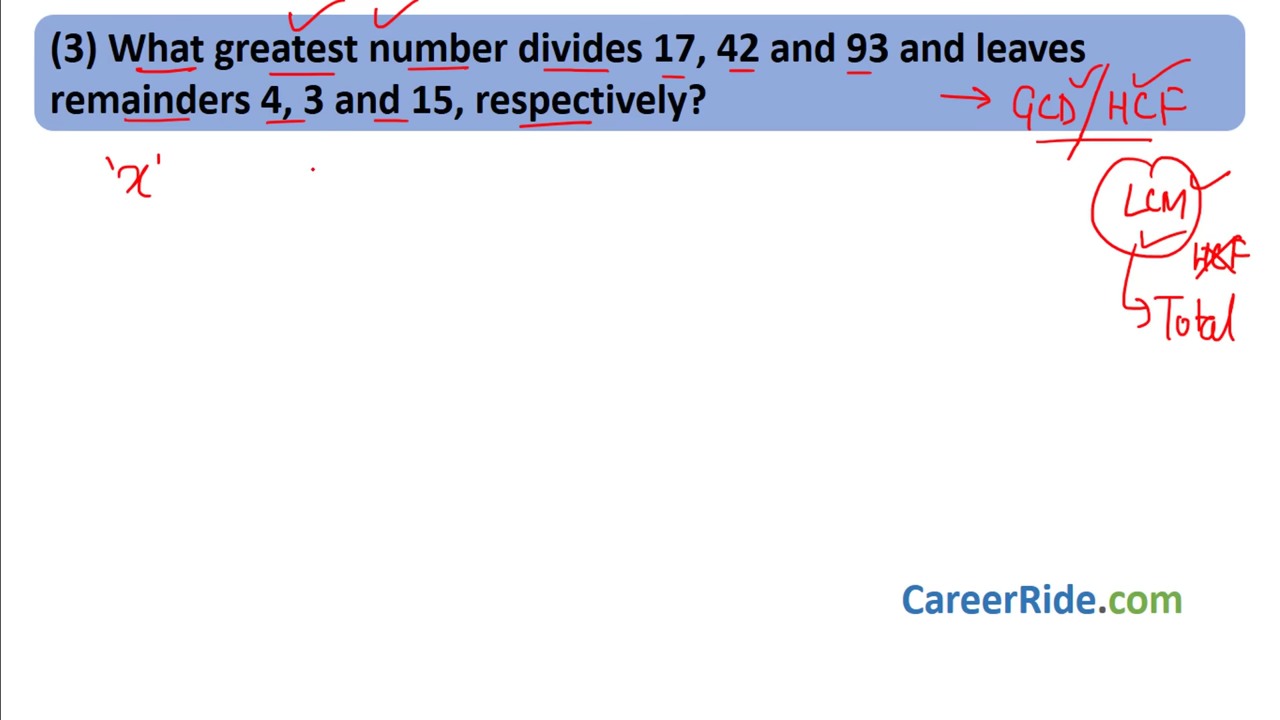 (3) What greatest number divides 17, 42 and 93 and leaves
remainders 4, 3 and 15, respectively?
→ GCD/HCF
'x'
LCM
HCF
Total
CareerRide.com